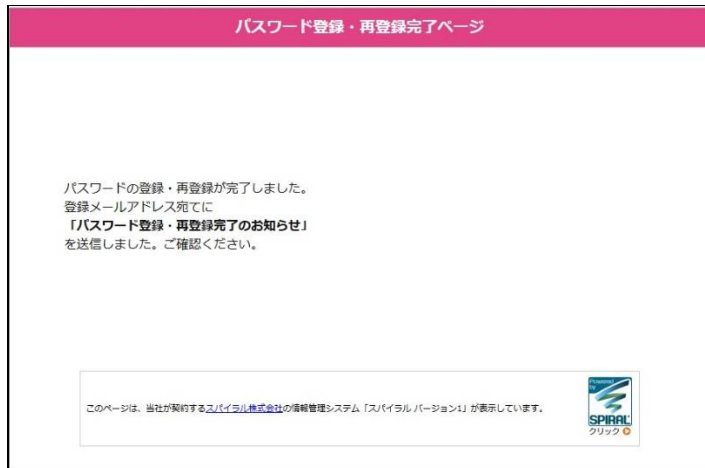 パスワード登録・再登録完了ページ
パスワードの登録・再登録が完了しました。
登録メールアドレス宛てに
「パスワード登録・再登録完了のお知らせ」
を送信しました。ご確認ください。
このページは、当社が契約するスパイラル株式会社の情報管理システム「スパイラル バージョン1」が表示しています。
Powered
by
SPIRAL
クリック